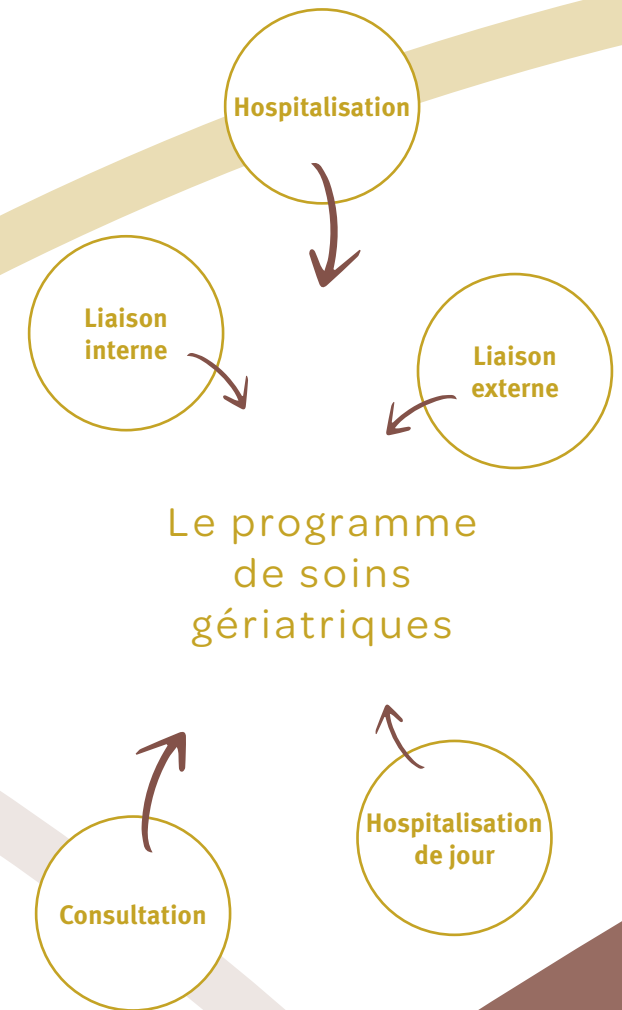 Hospitalisation
Liaison
interne
Liaison
externe
Le programme
de soins
gériatriques
Hospitalisation
de jour
Consultation